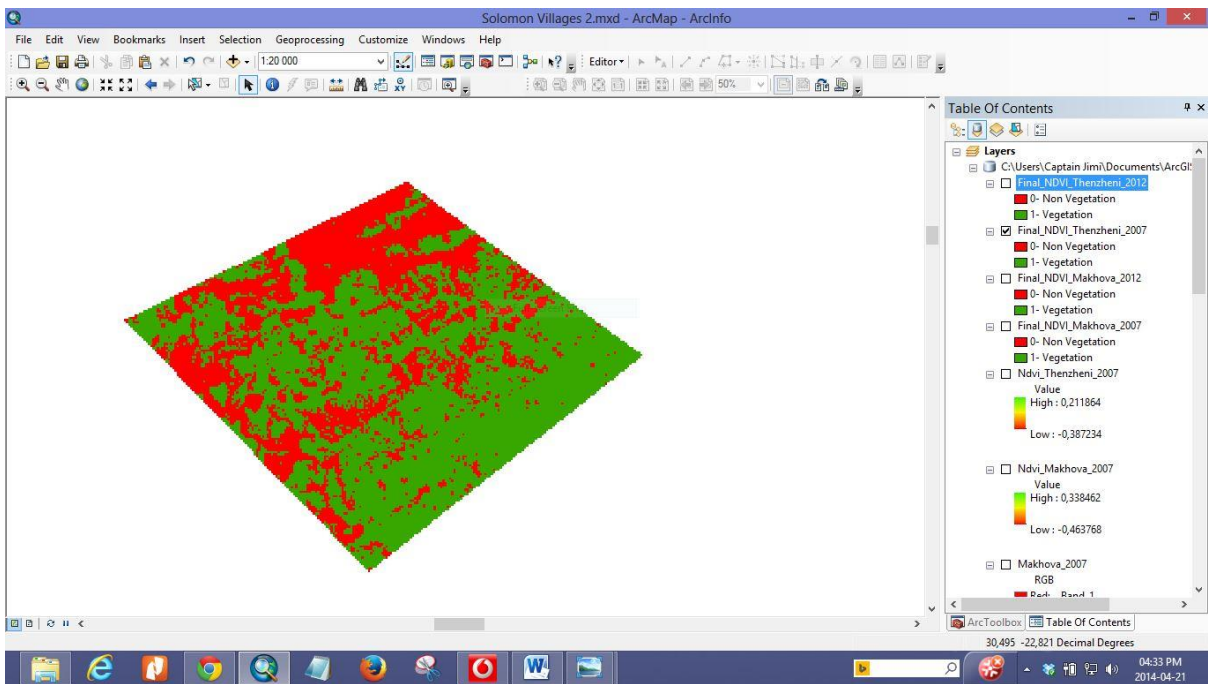 Solomon Villages 2.mxd - ArcMap - ArcInfo
File Edit View Bookmarks Insert Selection Geoprocessing Customize Windows Help
1:20 000
Editor
50%
Table Of Contents
Layers
C:\Users\Captain Jimi\Documents\ArcGI
Final_NDVI_Thenzheni_2012
0- Non Vegetation
1- Vegetation
Final_NDVI_Thenzheni_2007
0- Non Vegetation
1- Vegetation
Final_NDVI_Makhova_2012
0- Non Vegetation
1- Vegetation
Final_NDVI_Makhova_2007
0- Non Vegetation
1- Vegetation
Ndvi_Thenzheni_2007
Value
High : 0,211864
Low : -0,387234
Ndvi_Makhova_2007
Value
High : 0,338462
Low : -0,463768
Makhova_2007
RGB
Red: Band_1
ArcToolbox Table Of Contents
30,495 -22,821 Decimal Degrees
04:33 PM
2014-04-21